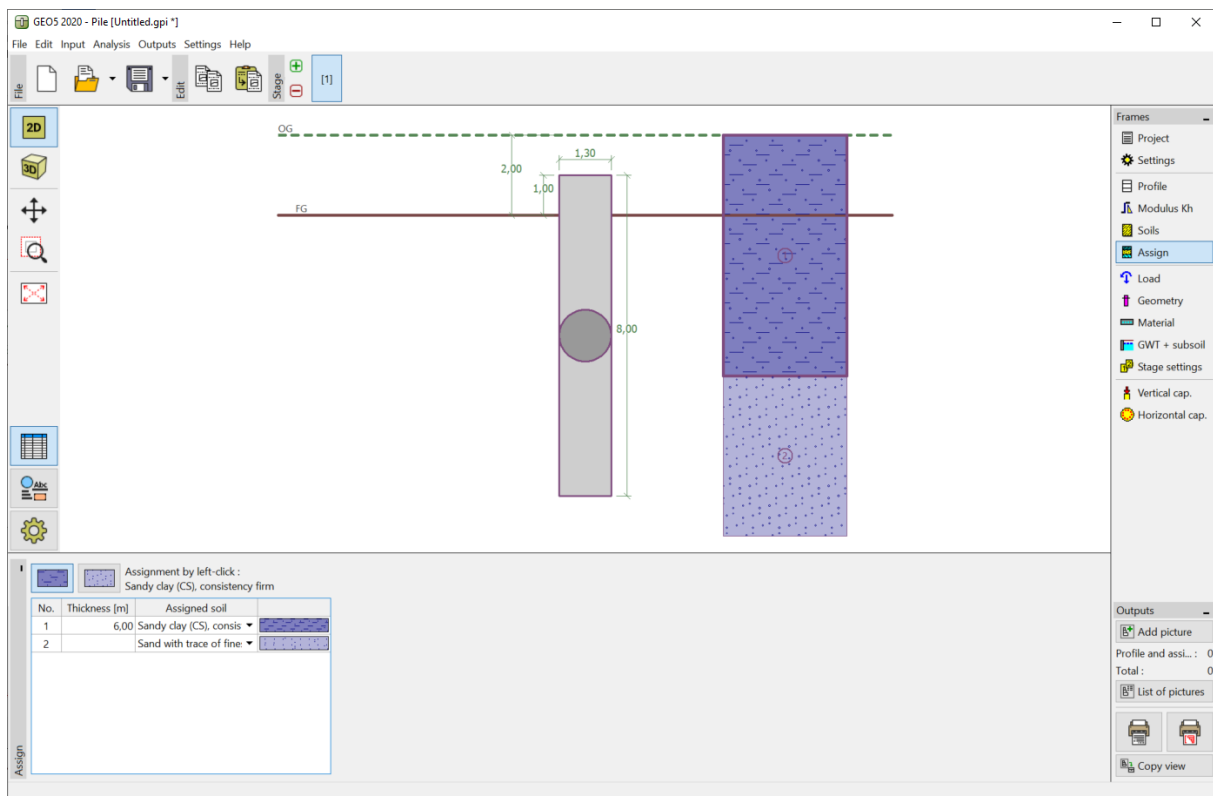 GEO5 2020 - Pile [Untitled.gpi *]
File Edit Input Analysis Outputs Settings Help
File
Edit
Stage
[1]
2D
3D
Abc
OG
FG
1,30
2,00
1,00
8,00
1
2
Frames
Project
Settings
Profile
Modulus Kh
Soils
Assign
Load
Geometry
Material
GWT + subsoil
Stage settings
Vertical cap.
Horizontal cap.
Assign
Assignment by left-click :
Sandy clay (CS), consistency firm
No. Thickness [m] Assigned soil
1 6,00 Sandy clay (CS), consis
2 Sand with trace of fine:
Outputs
Add picture
Profile and assi... : 0
Total : 0
List of pictures
Copy view